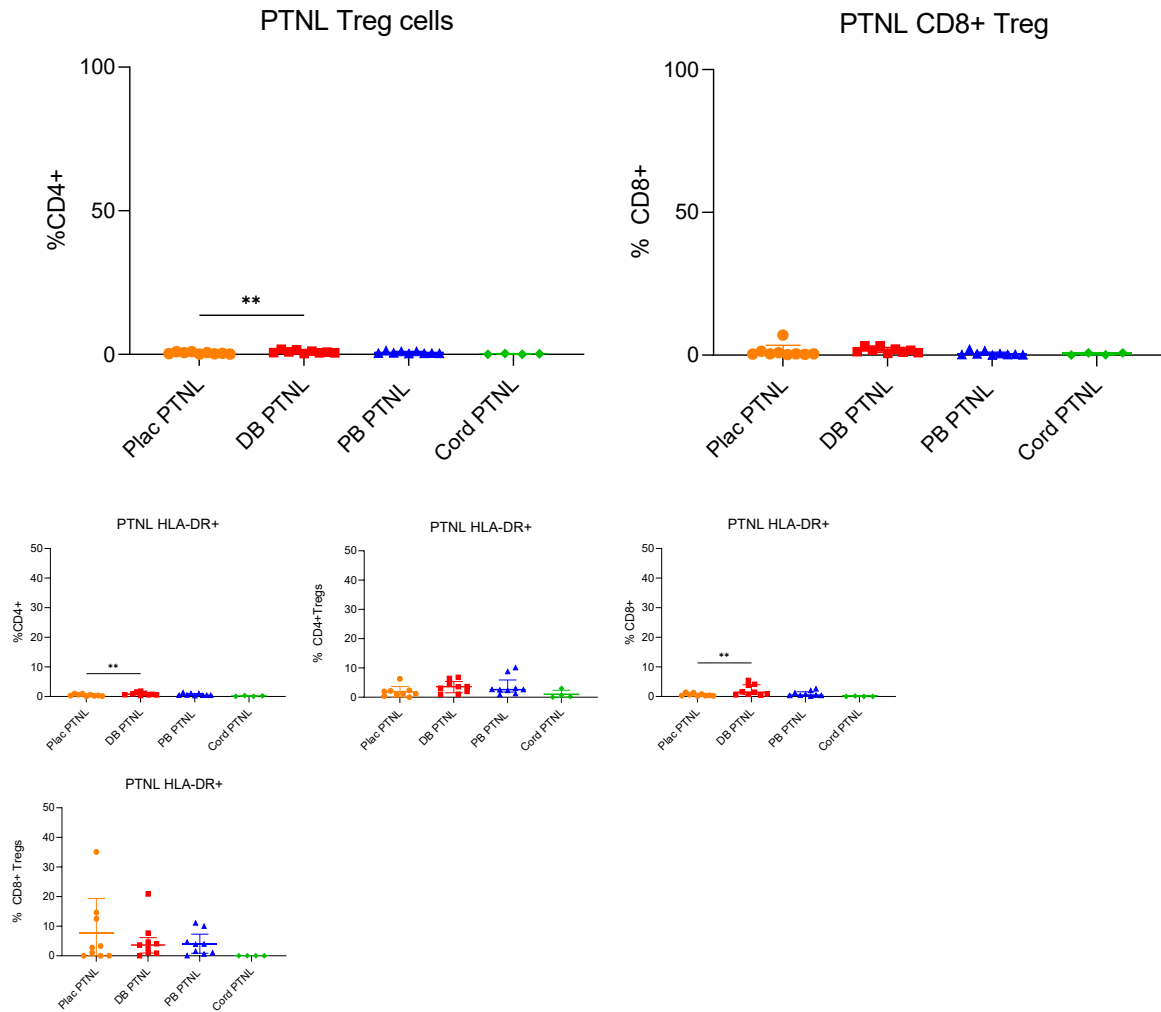 PTNL Treg cells
%CD4+
100
50
0
**
Plac PTNL
DB PTNL
PB PTNL
Cord PTNL
PTNL CD8+ Treg
% CD8+
100
50
0
Plac PTNL
DB PTNL
PB PTNL
Cord PTNL
PTNL HLA-DR+
%CD4+
50
40
30
20
10
0
**
Plac PTNL
DB PTNL
PB PTNL
Cord PTNL
PTNL HLA-DR+
% CD4+Tregs
50
40
30
20
10
0
Plac PTNL
DB PTNL
PB PTNL
Cord PTNL
PTNL HLA-DR+
% CD8+
50
40
30
20
10
0
**
Plac PTNL
DB PTNL
PB PTNL
Cord PTNL
PTNL HLA-DR+
% CD8+ Tregs
50
40
30
20
10
0
Plac PTNL
DB PTNL
PB PTNL
Cord PTNL